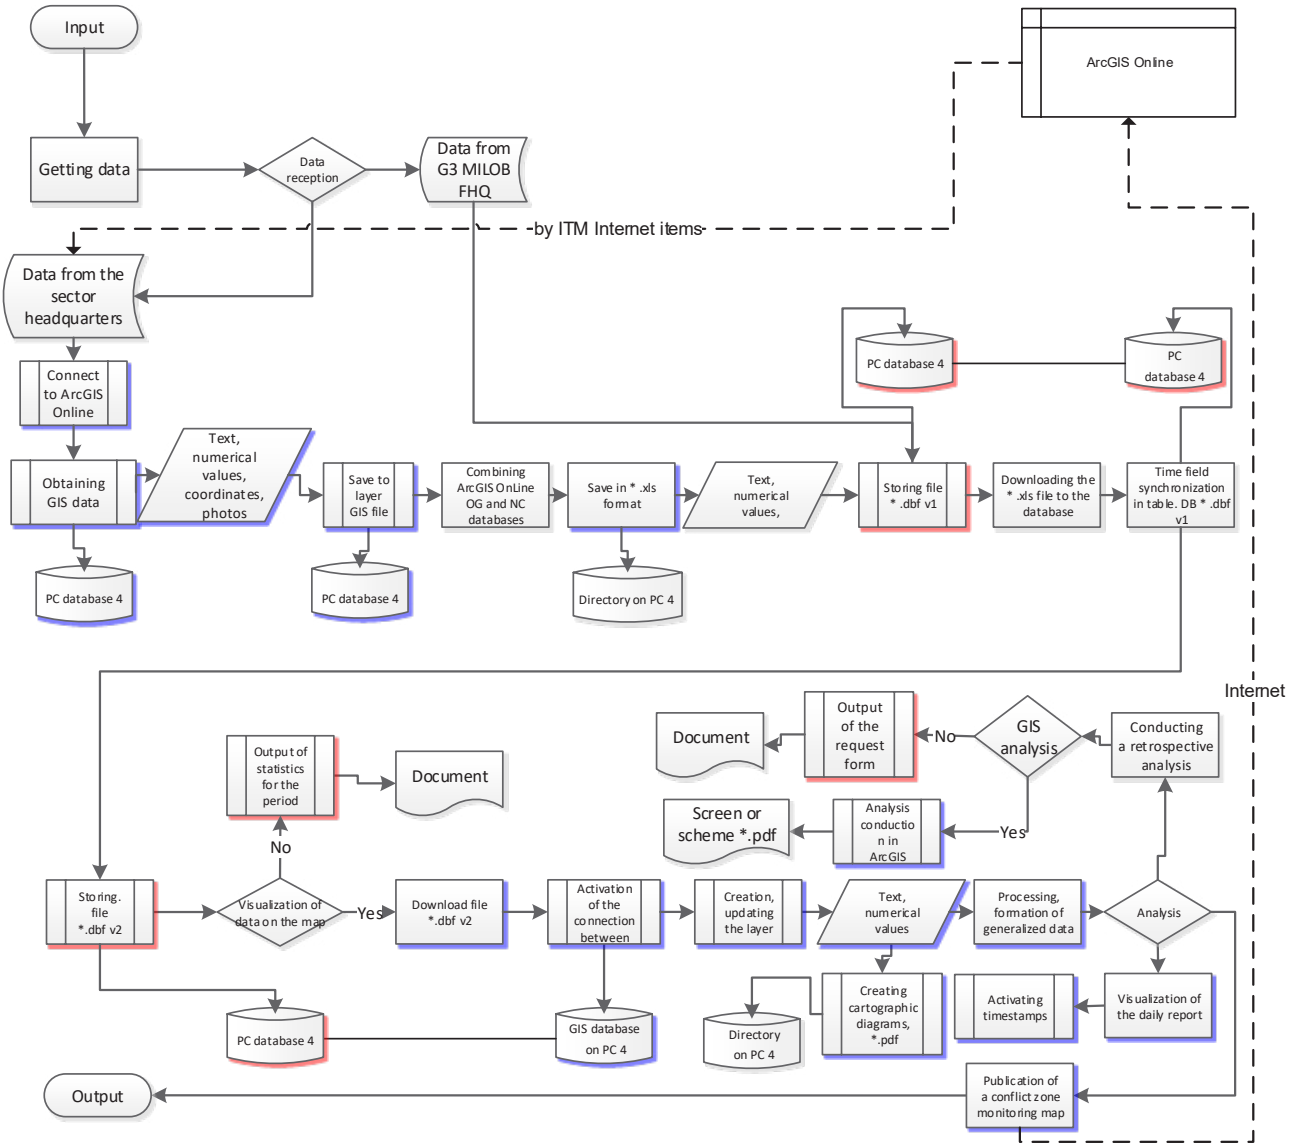 Input
ArcGIS Online
Getting data
Data
reception
Data from
G3 MILOB
FHQ
by ITM Internet items
Data from the
sector
headquarters
PC database 4
PC
database 4
Connect
to ArcGIS
Online
Obtaining
GIS data
Text,
numerical
values,
coordinates,
photos
Save to
layer
GIS file
Combining
ArcGIS OnLine
OG and NC
databases
Save in * .xls
format
Text,
numerical
values,
Storing file
* .dbf v1
Downloading the
* .xls file to the
database
Time field
synchronization
in table. DB * .dbf
v1
PC database 4
PC database 4
Directory on PC 4
Internet
Output of
statistics
for the
period
Document
Document
Output
of the
request
form
No
GIS
analysis
Conducting
a retrospective
analysis
Screen or
scheme *.pdf
Analysis
conductio
n in
ArcGIS
Yes
No
Storing.
file
*.dbf v2
Visualization of
data on the map
Yes
Download file
*.dbf v2
Activation
of the
connection
between
Creation,
updating
the layer
Text,
numerical
values
Processing,
formation of
generalized data
Analysis
PC database 4
GIS database
on PC 4
Directory
on PC 4
Creating
cartographic
diagrams,
*.pdf
Activating
timestamps
Visualization of
the daily report
Output
Publication of
a conflict zone
monitoring map